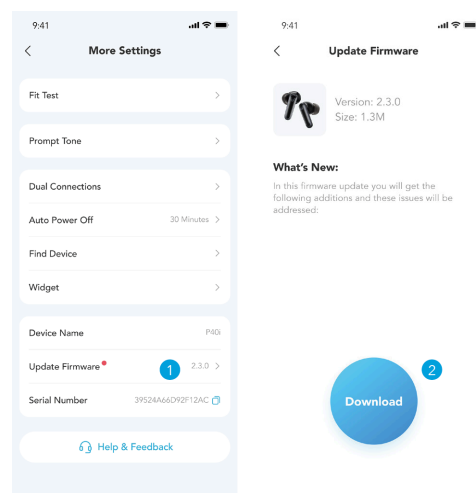 9:41
More Settings
Fit Test
Prompt Tone
Dual Connections
Auto Power Off 30 Minutes
Find Device
Widget
Device Name P40i
Update Firmware 1 2.3.0
Serial Number 39524A66D92F12AC
Help & Feedback
9:41
Update Firmware
Version: 2.3.0
Size: 1.3M
What's New:
In this firmware update you will get the
following additions and these issues will be
addressed:
2
Download